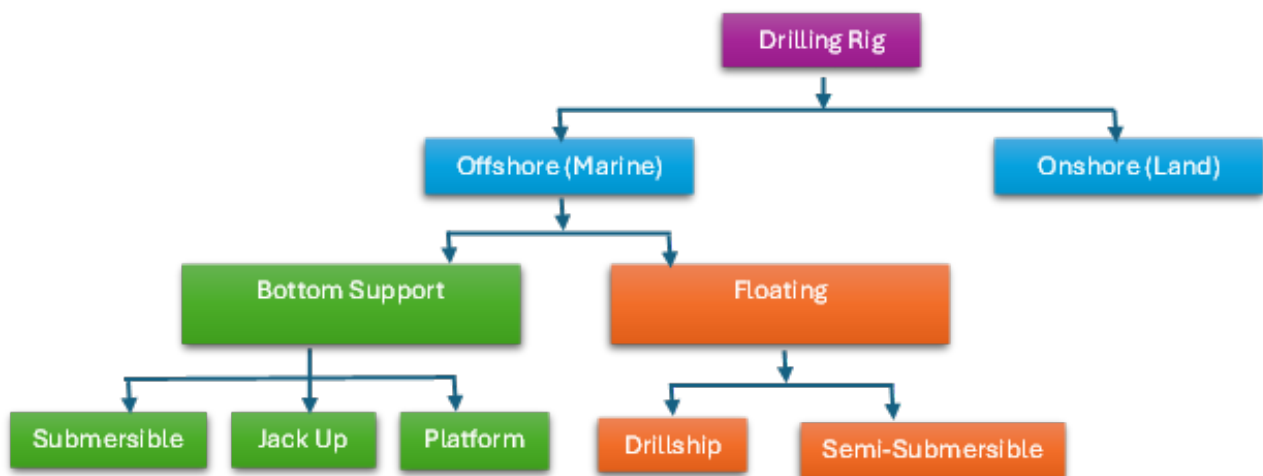 Drilling Rig
Offshore (Marine)
Onshore (Land)
Bottom Support
Floating
Submersible
Jack Up
Platform
Drillship
Semi-Submersible